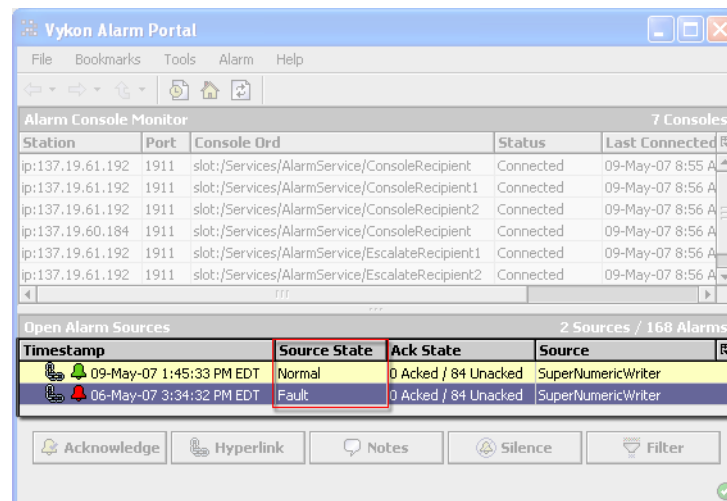 Vykon Alarm Portal
File Bookmarks Tools Alarm Help
Alarm Console Monitor 7 Consoles
Station Port Console Ord Status Last Connected
ip:137.19.61.192 1911 slot:/Services/AlarmService/ConsoleRecipient Connected 09-May-07 8:55 A
ip:137.19.61.192 1911 slot:/Services/AlarmService/ConsoleRecipient1 Connected 09-May-07 8:56 A
ip:137.19.61.192 1911 slot:/Services/AlarmService/ConsoleRecipient2 Connected 09-May-07 8:56 A
ip:137.19.60.184 1911 slot:/Services/AlarmService/ConsoleRecipient Connected 09-May-07 8:56 A
ip:137.19.61.192 1911 slot:/Services/AlarmService/EscalateRecipient1 Connected 09-May-07 8:56 A
ip:137.19.61.192 1911 slot:/Services/AlarmService/EscalateRecipient2 Connected 09-May-07 8:56 A
Open Alarm Sources 2 Sources / 168 Alarms
Timestamp Source State Ack State Source
09-May-07 1:45:33 PM EDT Normal 0 Acked / 84 Unacked SuperNumericWriter
06-May-07 3:34:32 PM EDT Fault 0 Acked / 84 Unacked SuperNumericWriter
Acknowledge Hyperlink Notes Silence Filter